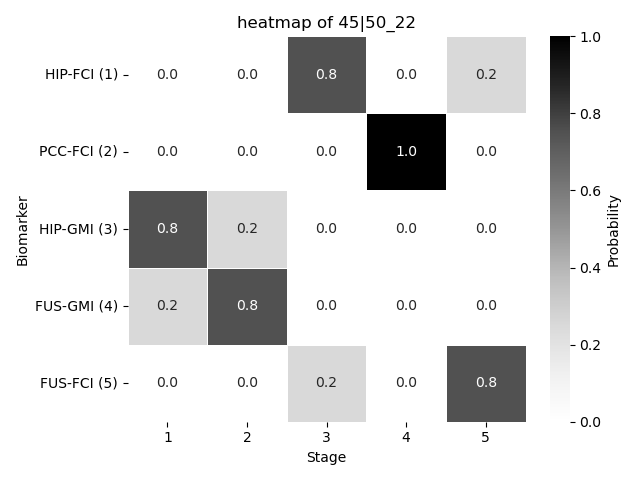 heatmap of 45|50_22
HIP-FCI (1) 0.0 0.0 0.8 0.0 0.2
PCC-FCI (2) 0.0 0.0 0.0 1.0 0.0
HIP-GMI (3) 0.8 0.2 0.0 0.0 0.0
FUS-GMI (4) 0.2 0.8 0.0 0.0 0.0
FUS-FCI (5) 0.0 0.0 0.2 0.0 0.8
1 2 3 4 5
Stage
Biomarker
1.0
0.8
0.6
0.4
0.2
0.0
Probability